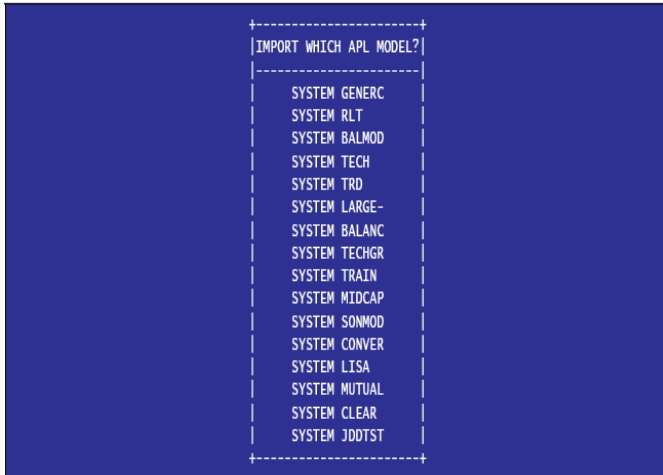 IMPORT WHICH APL MODEL?
SYSTEM GENERC
SYSTEM RLT
SYSTEM BALMOD
SYSTEM TECH
SYSTEM TRD
SYSTEM LARGE-
SYSTEM BALANC
SYSTEM TECHGR
SYSTEM TRAIN
SYSTEM MIDCAP
SYSTEM SONMOD
SYSTEM CONVER
SYSTEM LISA
SYSTEM MUTUAL
SYSTEM CLEAR
SYSTEM JDDTST